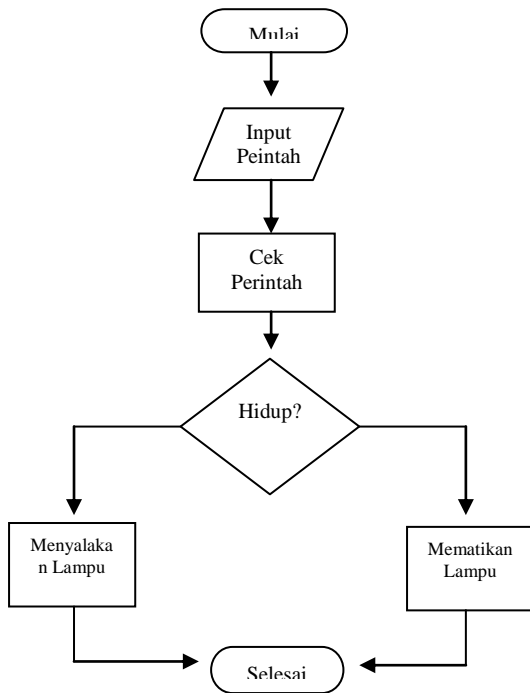 Mulai
Input
Peintah
Cek
Perintah
Hidup?
Menyalaka
n Lampu
Mematikan
Lampu
Selesai